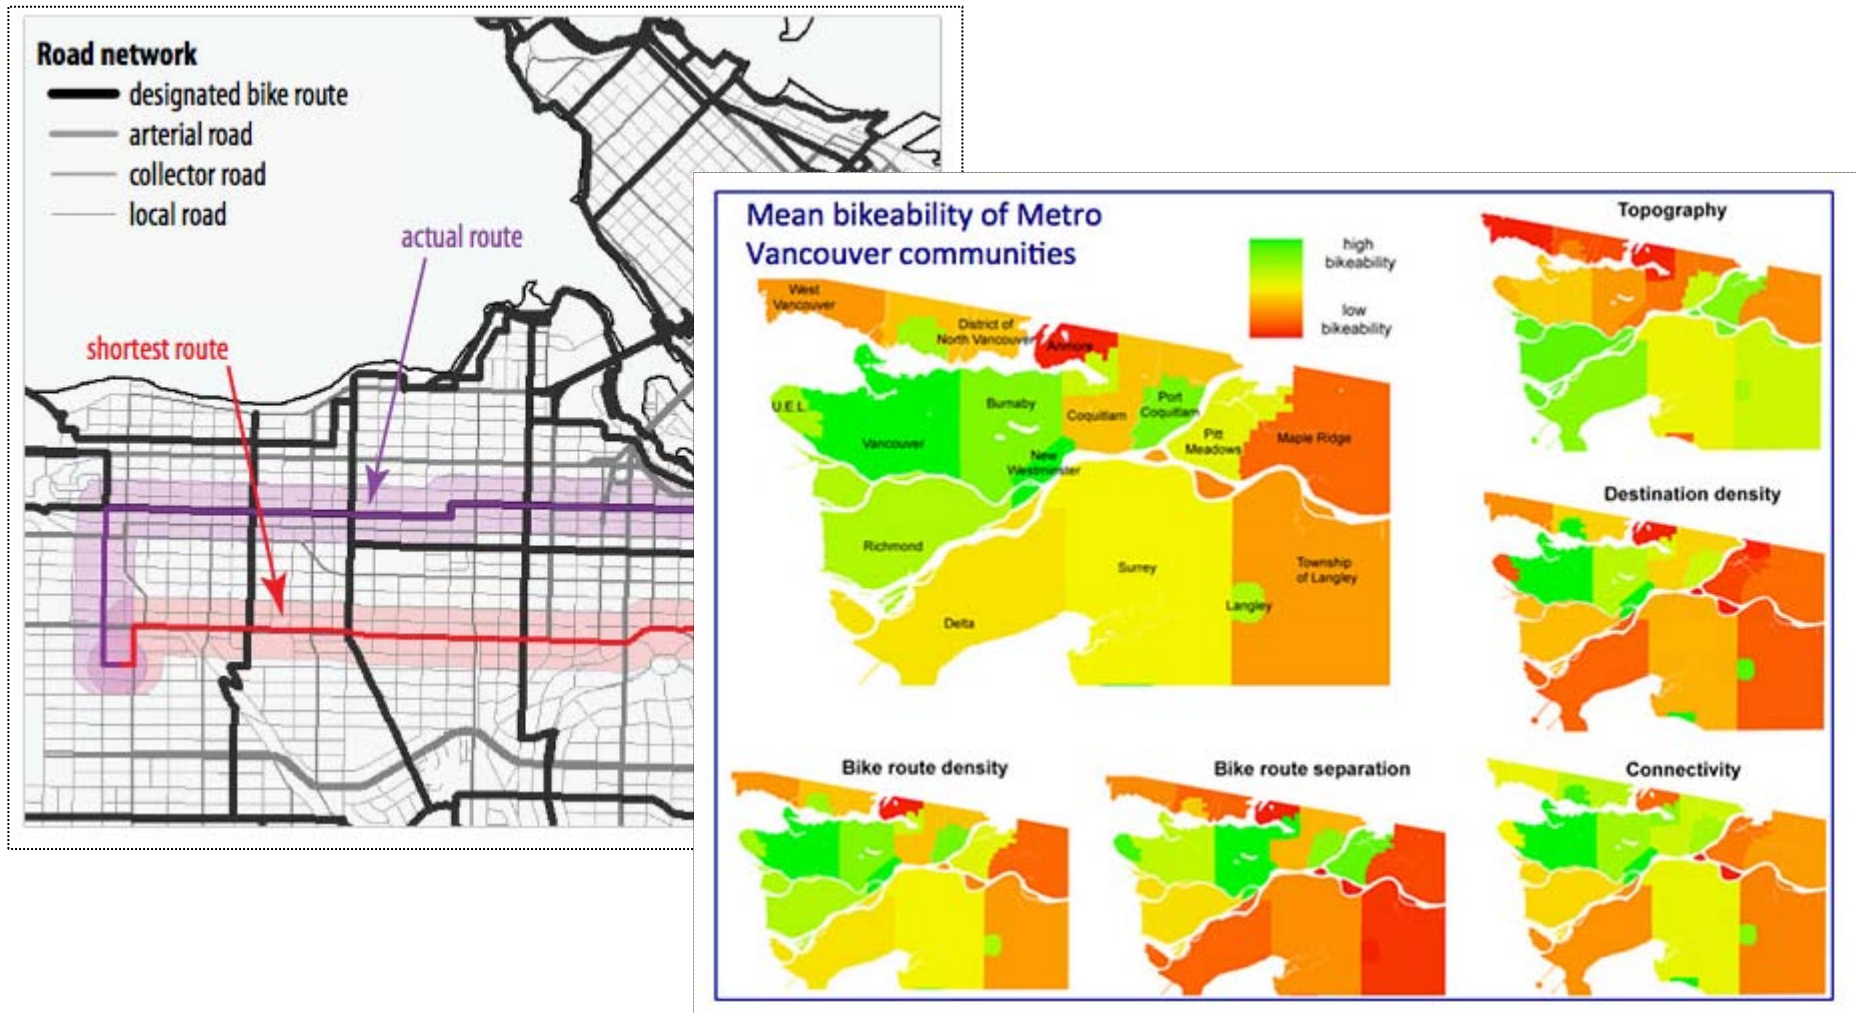 Road network
designated bike route
arterial road
collector road
local road
actual route
shortest route
Mean bikeability of Metro
Vancouver communities
high
bikeability
low
bikeability
West
Vancouver
District of
North Vancouver
Anmore
U.E.L.
Vancouver
Burnaby
New
Westminster
Coquitlam
Port
Coquitlam
Pitt
Meadows
Maple Ridge
Richmond
Delta
Surrey
Langley
Township
of Langley
Topography
Destination density
Bike route density
Bike route separation
Connectivity